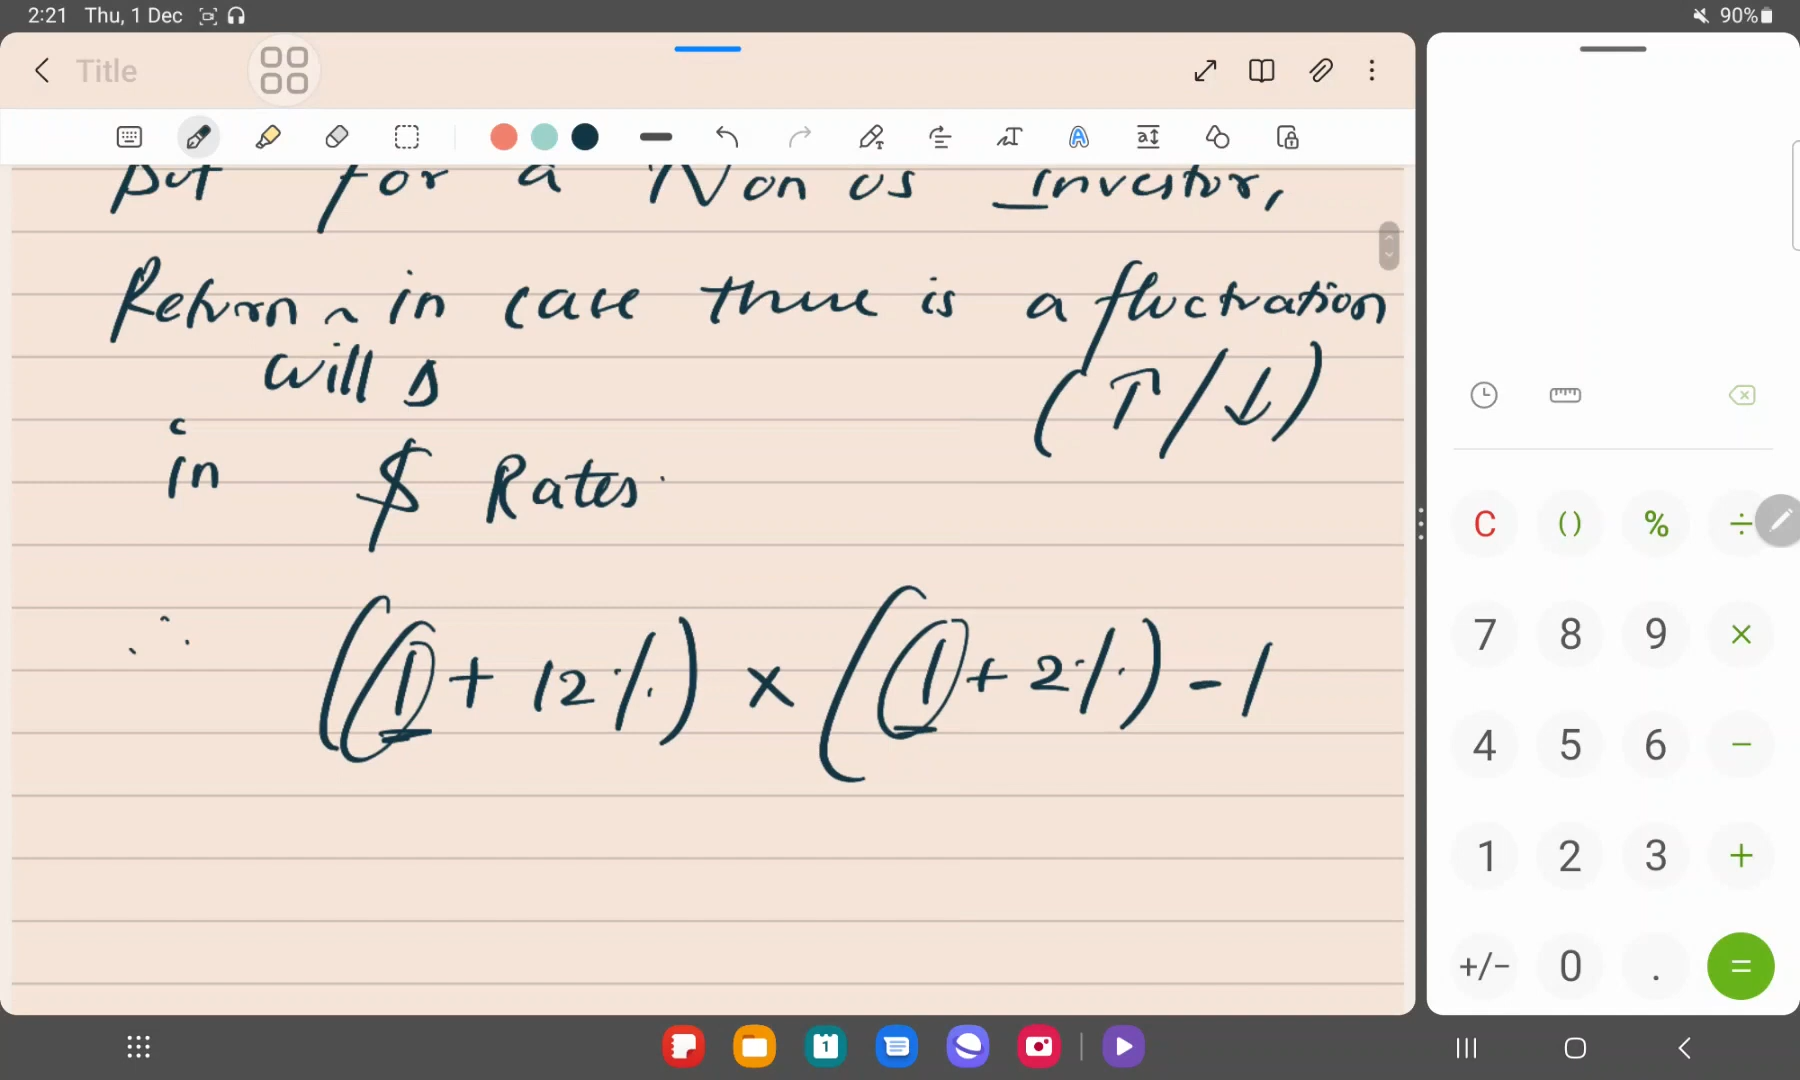 2:21 Thu, 1 Dec 90%
Title
but for a Non US Investor,
Return in case there is a fluctuation
will (↑/↓)
in $ Rates.
∴ (1 + 12%) × (1 + 2%) - 1
C () % ÷
7 8 9 ×
4 5 6 −
1 2 3 +
+/− 0 . =
1